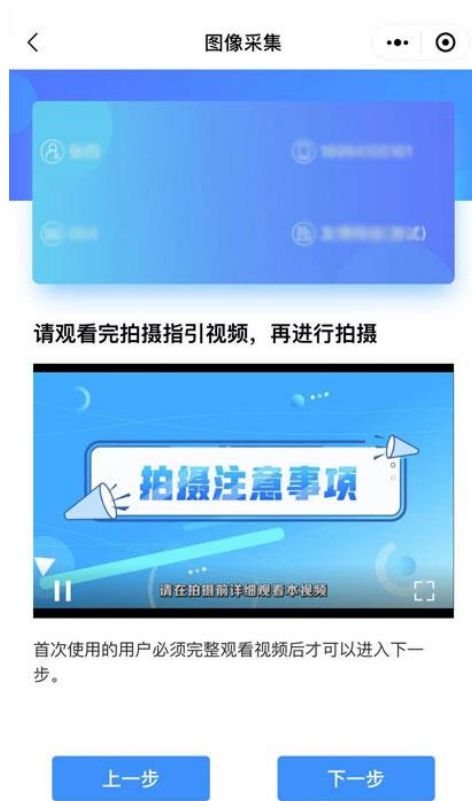 图像采集
请观看完拍摄指引视频，再进行拍摄
拍摄注意事项
请在拍摄前详细观看本视频
首次使用的用户必须完整观看视频后才可以进入下一
步。
上一步
下一步